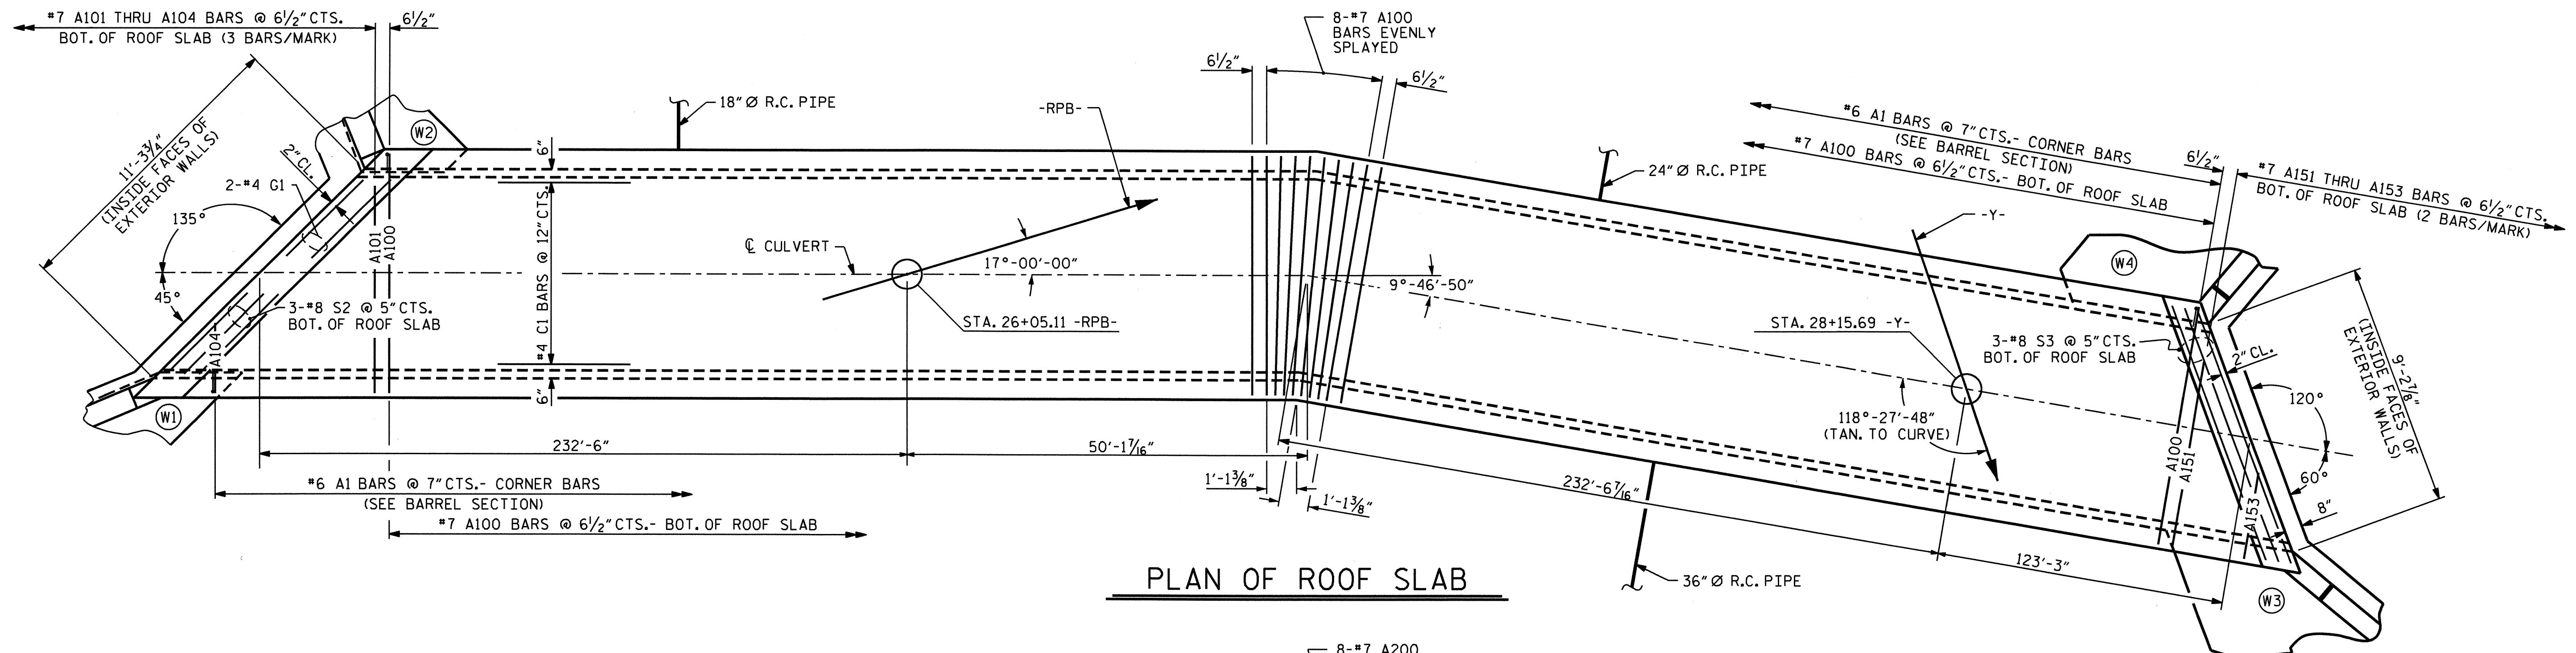 #7 A101 THRU A104 BARS @ 6½"CTS.
BOT. OF ROOF SLAB (3 BARS/MARK)
6½"
8-#7 A100
BARS EVENLY
SPLAYED
6½"
6½"
11'-3¾"
(INSIDE FACES OF
EXTERIOR WALLS)
2"CL.
2-#4 G1
135°
45°
W2
18"Ø R.C. PIPE
-RPB-
6"
#4 C1 BARS @ 12"CTS.
6"
A101
A100
℄ CULVERT
17°-00'-00"
9°-46'-50"
3-#8 S2 @ 5"CTS.
BOT. OF ROOF SLAB
A104
W1
STA. 26+05.11 -RPB-
232'-6"
50'-1⁷⁄₁₆"
1'-1⅜"
1'-1⅜"
#6 A1 BARS @ 7"CTS.- CORNER BARS
(SEE BARREL SECTION)
#7 A100 BARS @ 6½"CTS.- BOT. OF ROOF SLAB
24"Ø R.C. PIPE
#6 A1 BARS @ 7"CTS.- CORNER BARS
(SEE BARREL SECTION)
#7 A100 BARS @ 6½"CTS.- BOT. OF ROOF SLAB
6½"
#7 A151 THRU A153 BARS @ 6½"CTS.
BOT. OF ROOF SLAB (2 BARS/MARK)
-Y-
W4
STA. 28+15.69 -Y-
3-#8 S3 @ 5"CTS.
BOT. OF ROOF SLAB
2"CL.
9'-2⅞"
(INSIDE FACES OF
EXTERIOR WALLS)
118°-27'-48"
(TAN. TO CURVE)
120°
60°
8"
A100
A151
A153
232'-6⁷⁄₁₆"
123'-3"
36"Ø R.C. PIPE
W3
PLAN OF ROOF SLAB
8-#7 A200